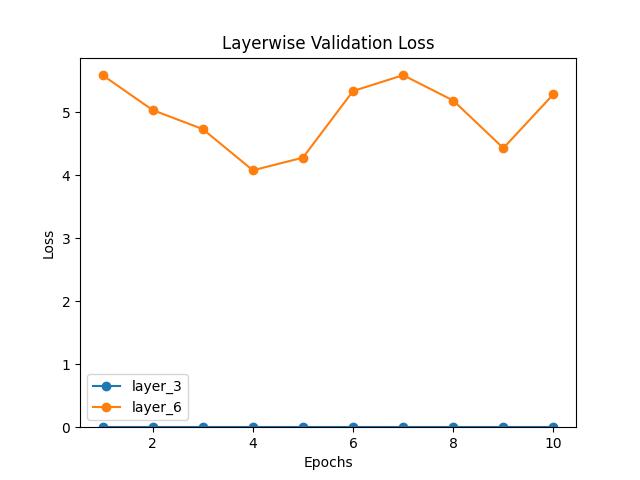 Layerwise Validation Loss
Loss
5
4
3
2
1
0
layer_3
layer_6
2 4 6 8 10
Epochs